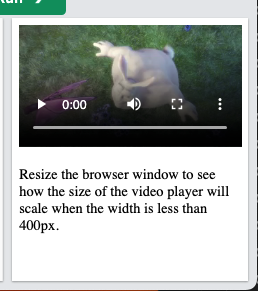 0:00
Resize the browser window to see
how the size of the video player will
scale when the width is less than
400px.